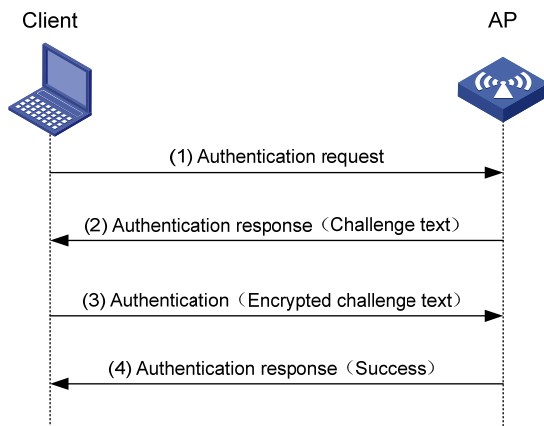 Client
AP
(1) Authentication request
(2) Authentication response（Challenge text）
(3) Authentication（Encrypted challenge text）
(4) Authentication response（Success）